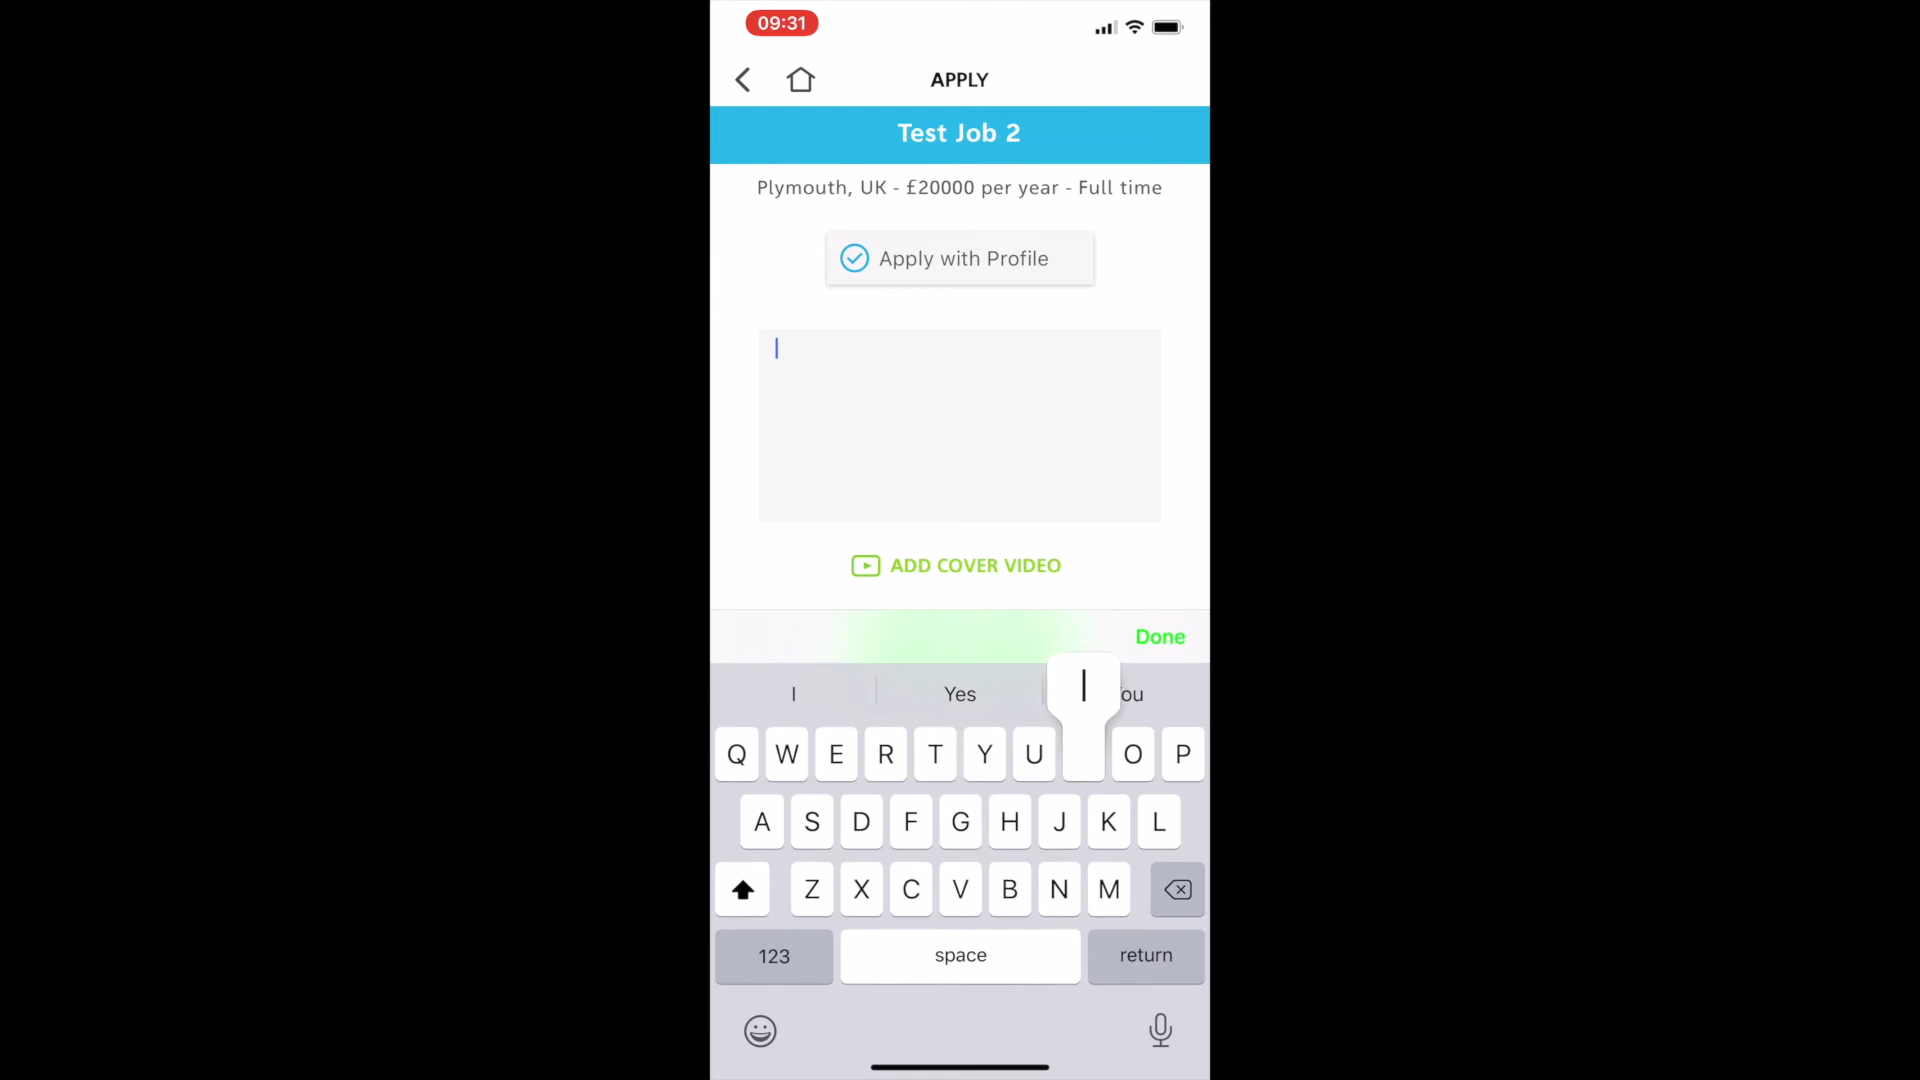 09:31
APPLY
Test Job 2
Plymouth, UK - £20000 per year - Full time
Apply with Profile
ADD COVER VIDEO
Done
I Yes ou
I
Q W E R T Y U O P
A S D F G H J K L
Z X C V B N M
123 space return